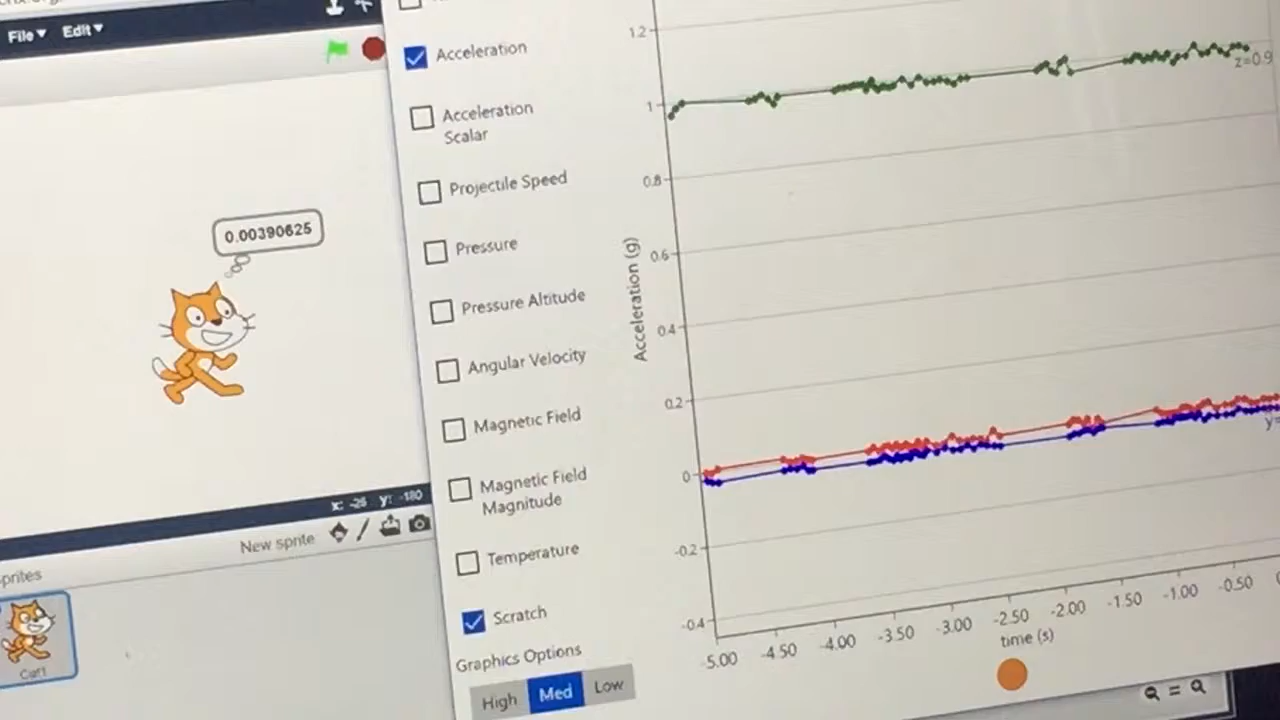 File▼ Edit▼
0.00390625
x: -26 y: -180
New sprite
Sprites
Acceleration
Acceleration
Scalar
Projectile Speed
Pressure
Pressure Altitude
Angular Velocity
Magnetic Field
Magnetic Field
Magnitude
Temperature
Scratch
Graphics Options
High Med Low
Acceleration (g)
1.2
1
0.8
0.6
0.4
0.2
0
-0.2
-0.4
z=0.9
y=
-5.00 -4.50 -4.00 -3.50 -3.00 -2.50 -2.00 -1.50 -1.00 -0.50
time (s)